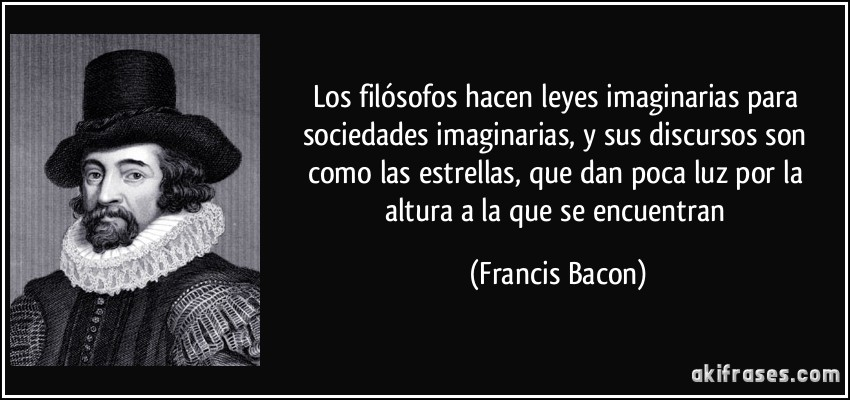 Los filósofos hacen leyes imaginarias para
sociedades imaginarias, y sus discursos son
como las estrellas, que dan poca luz por la
altura a la que se encuentran
(Francis Bacon)
akifrases.com